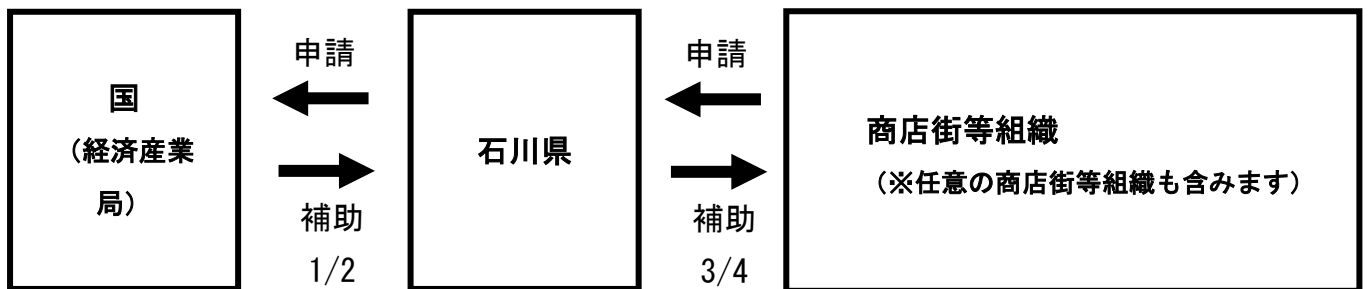 国
（経済産業
局）
申請
補助
1/2
石川県
申請
補助
3/4
商店街等組織
（※任意の商店街等組織も含みます）